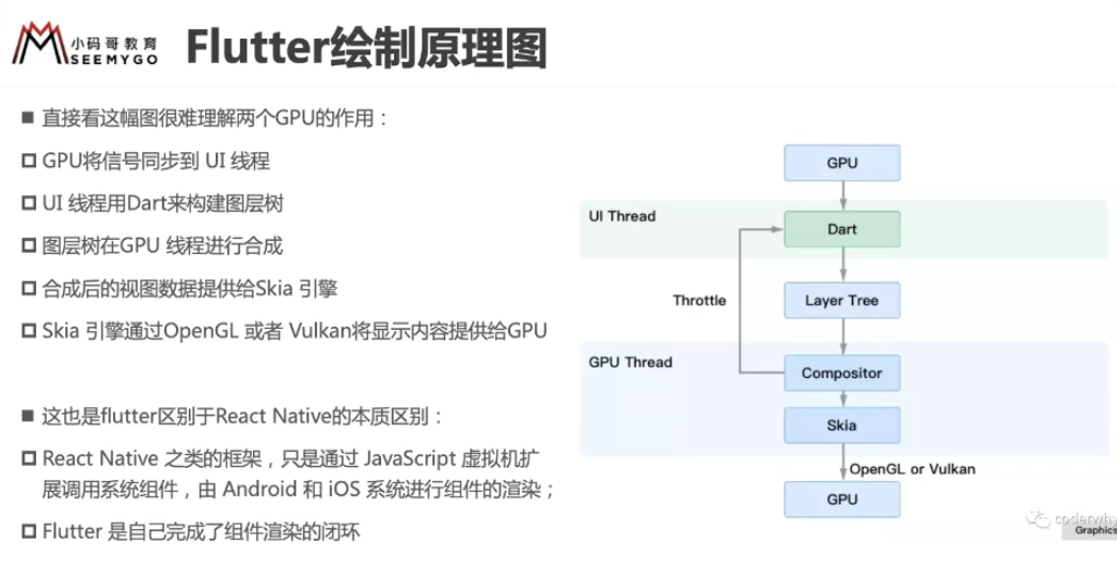 小码哥教育
SEEMYGO
Flutter绘制原理图
直接看这幅图很难理解两个GPU的作用：
GPU将信号同步到 UI 线程
UI 线程用Dart来构建图层树
图层树在GPU 线程进行合成
合成后的视图数据提供给Skia 引擎
Skia 引擎通过OpenGL 或者 Vulkan将显示内容提供给GPU
这也是flutter区别于React Native的本质区别：
React Native 之类的框架，只是通过 JavaScript 虚拟机扩
展调用系统组件，由 Android 和 iOS 系统进行组件的渲染；
Flutter 是自己完成了组件渲染的闭环
GPU
UI Thread
Dart
Throttle
Layer Tree
GPU Thread
Compositor
Skia
OpenGL or Vulkan
GPU
coderwhy
Graphics